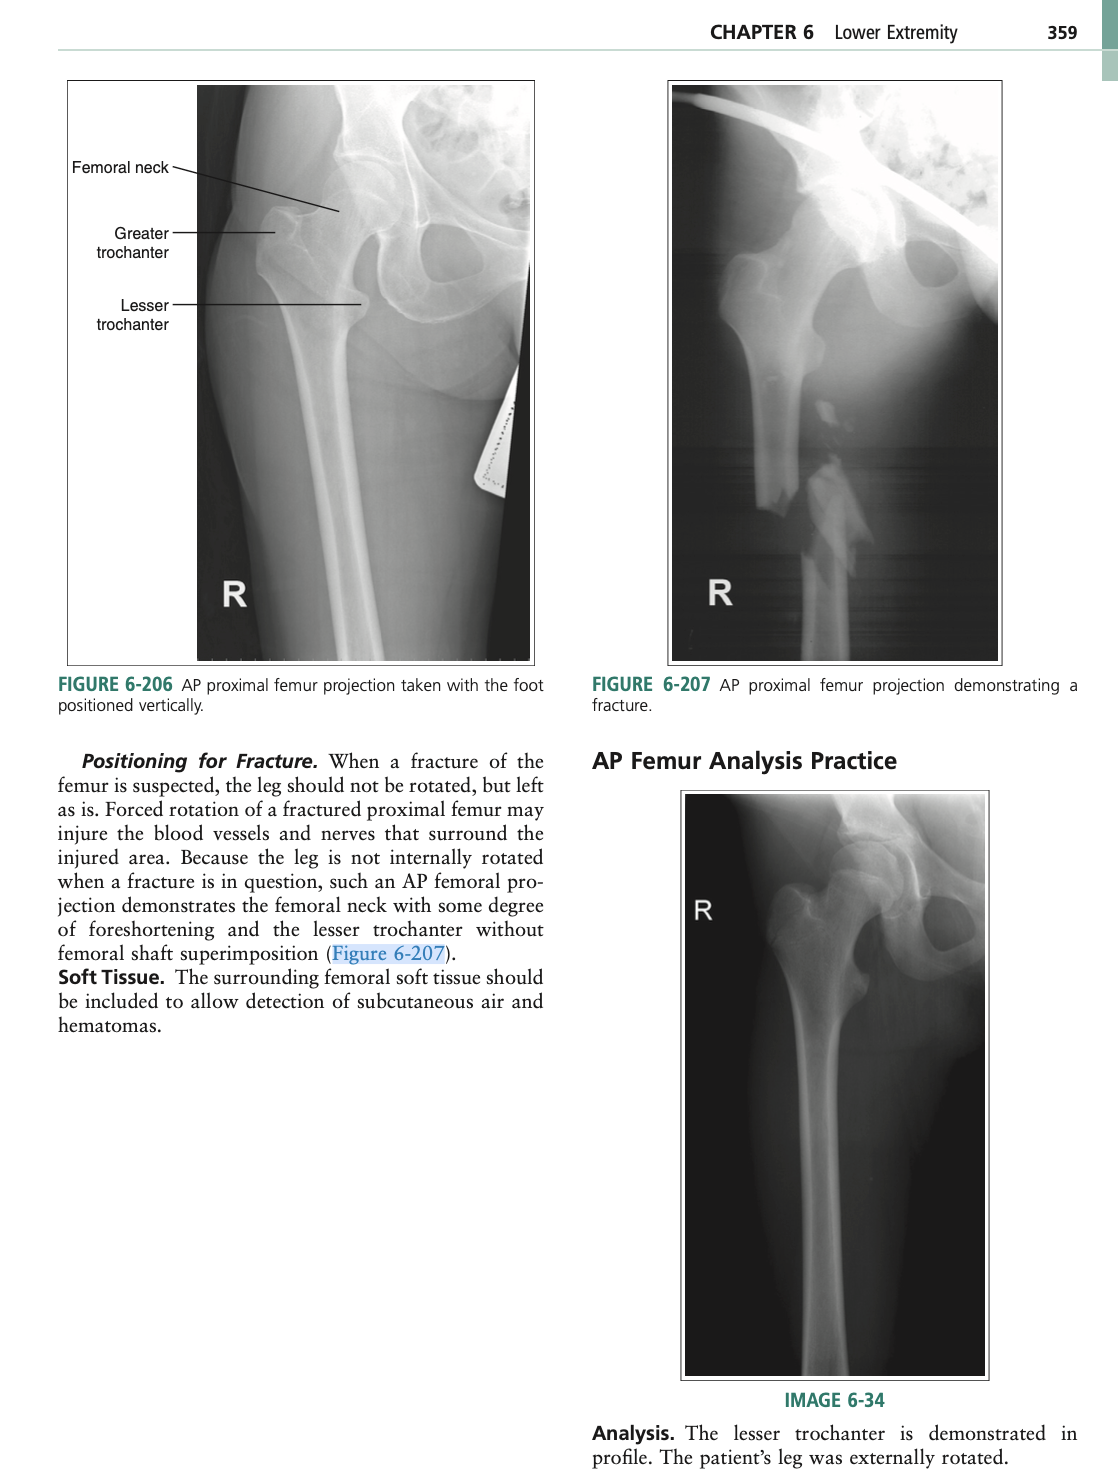 CHAPTER 6 Lower Extremity 359
Femoral neck
Greater
trochanter
Lesser
trochanter
R
FIGURE 6-206 AP proximal femur projection taken with the foot
positioned vertically.
Positioning for Fracture. When a fracture of the
femur is suspected, the leg should not be rotated, but left
as is. Forced rotation of a fractured proximal femur may
injure the blood vessels and nerves that surround the
injured area. Because the leg is not internally rotated
when a fracture is in question, such an AP femoral pro-
jection demonstrates the femoral neck with some degree
of foreshortening and the lesser trochanter without
femoral shaft superimposition (Figure 6-207).
Soft Tissue. The surrounding femoral soft tissue should
be included to allow detection of subcutaneous air and
hematomas.
R
FIGURE 6-207 AP proximal femur projection demonstrating a
fracture.
AP Femur Analysis Practice
R
IMAGE 6-34
Analysis. The lesser trochanter is demonstrated in
profile. The patient's leg was externally rotated.